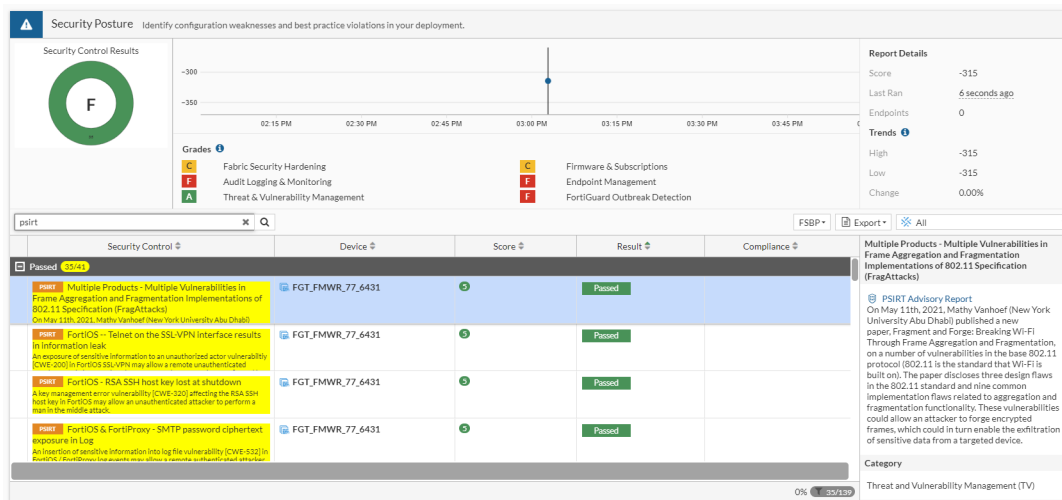 Security Posture Identify configuration weaknesses and best practice violations in your deployment.
Security Control Results
F
-300
-350
02:15 PM 02:30 PM 02:45 PM 03:00 PM 03:15 PM 03:30 PM 03:45 PM
Grades
C Fabric Security Hardening
F Audit Logging & Monitoring
A Threat & Vulnerability Management
C Firmware & Subscriptions
F Endpoint Management
F FortiGuard Outbreak Detection
Report Details
Score -315
Last Ran 6 seconds ago
Endpoints 0
Trends
High -315
Low -315
Change 0.00%
psirt
FSBP Export All
Security Control Device Score Result Compliance
Passed 35/41
PSIRT Multiple Products - Multiple Vulnerabilities in
Frame Aggregation and Fragmentation Implementations of
802.11 Specification (FragAttacks)
On May 11th, 2021, Mathy Vanhoef (New York University Abu Dhabi)
FGT_FMWR_77_6431 5 Passed
PSIRT FortiOS -- Telnet on the SSL-VPN interface results
in information leak
An exposure of sensitive information to an unauthorized actor vulnerabiltiy
[CWE-200] in FortiOS SSL-VPN may allow a remote unauthenticated
FGT_FMWR_77_6431 5 Passed
PSIRT FortiOS - RSA SSH host key lost at shutdown
A key management error vulnerability [CWE-320] affecting the RSA SSH
host key in FortiOS may allow an unauthenticated attacker to perform a
man in the middle attack.
FGT_FMWR_77_6431 5 Passed
PSIRT FortiOS & FortiProxy - SMTP password ciphertext
exposure in Log
An insertion of sensitive information into log file vulnerability [CWE-532] in
FortiOS / FortiProxy log events may allow a remote authenticated attacker
FGT_FMWR_77_6431 5 Passed
0% 35/139
Multiple Products - Multiple Vulnerabilities in
Frame Aggregation and Fragmentation
Implementations of 802.11 Specification
(FragAttacks)
PSIRT Advisory Report
On May 11th, 2021, Mathy Vanhoef (New York
University Abu Dhabi) published a new
paper, Fragment and Forge: Breaking Wi-Fi
Through Frame Aggregation and Fragmentation,
on a number of vulnerabilities in the base 802.11
protocol (802.11 is the standard that Wi-Fi is
built on). The paper discloses three design flaws
in the 802.11 standard and nine common
implementation flaws related to aggregation and
fragmentation functionality. These vulnerabilities
could allow an attacker to forge encrypted
frames, which could in turn enable the exfiltration
of sensitive data from a targeted device.
Category
Threat and Vulnerability Management (TV)